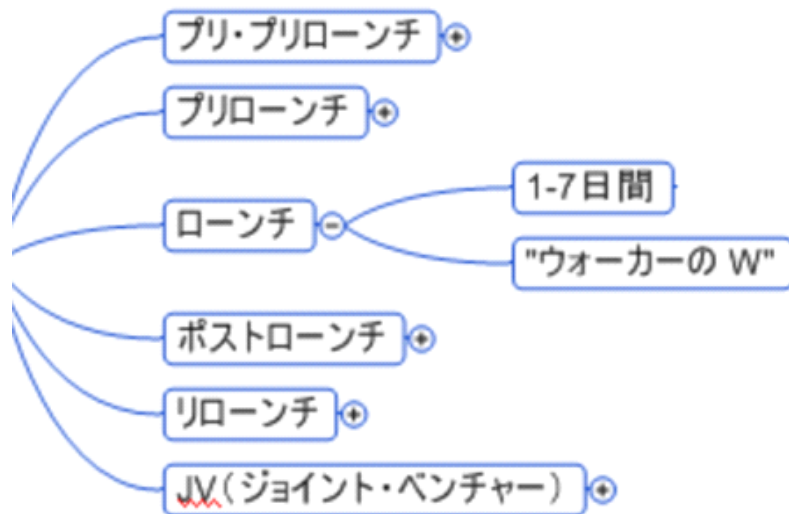 プリ・プリローンチ
プリローンチ
ローンチ
1-7日間
"ウォーカーの W"
ポストローンチ
リローンチ
JV(ジョイント・ベンチャー)